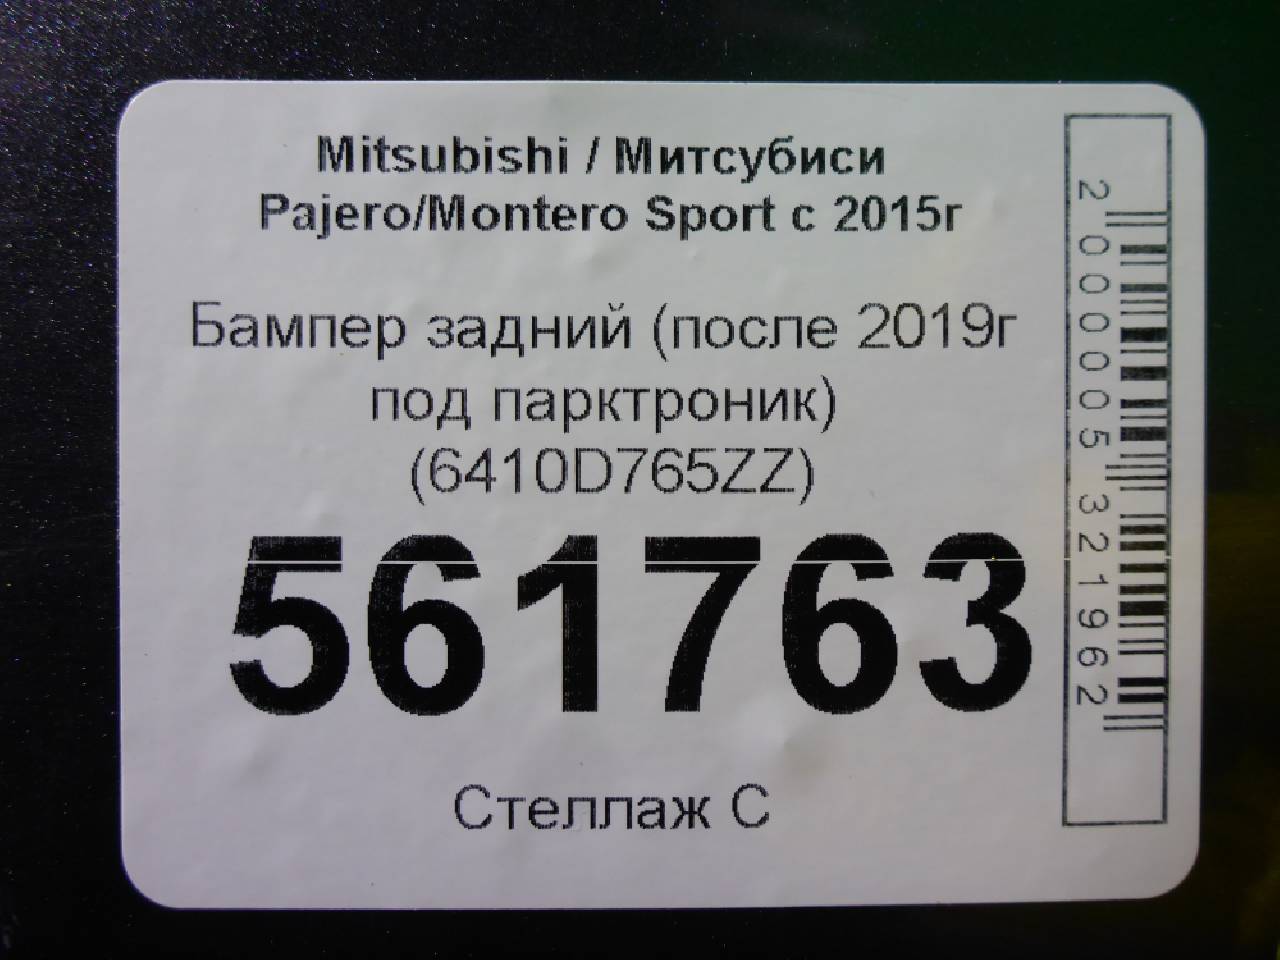 Mitsubishi / Митсубиси
Pajero/Montero Sport с 2015г
Бампер задний (после 2019г
под парктроник)
(6410D765ZZ)
561763
Стеллаж С
2000005321962